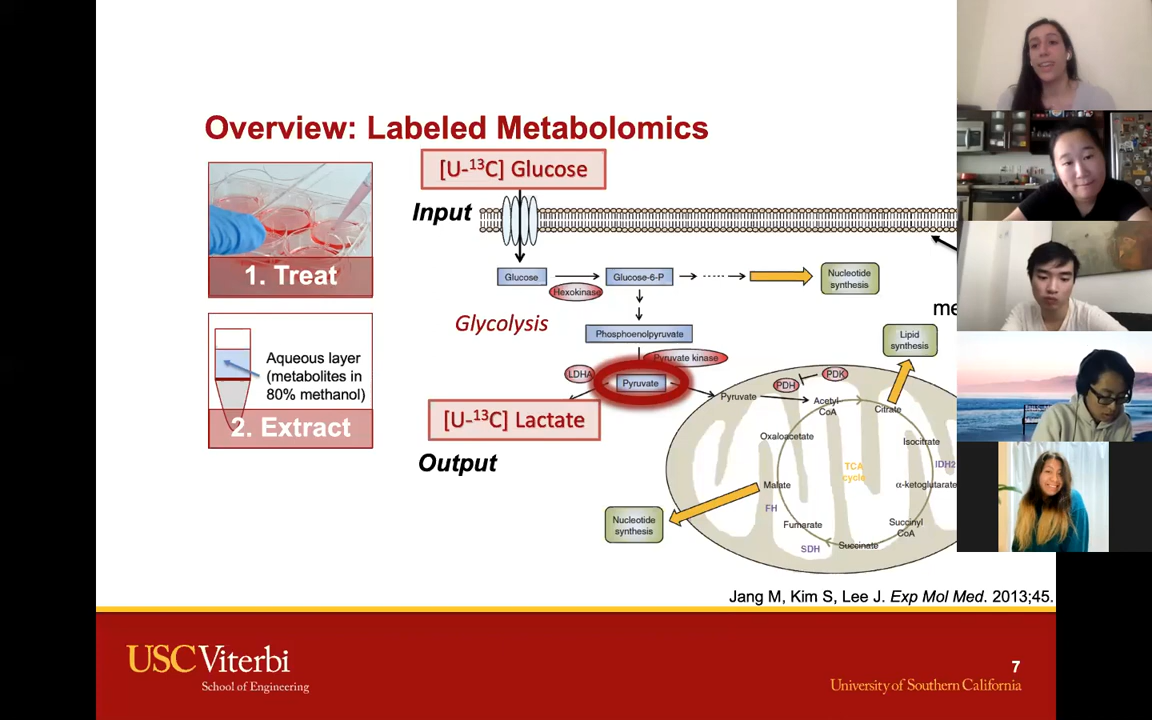 Overview: Labeled Metabolomics
1. Treat
Aqueous layer
(metabolites in
80% methanol)
2. Extract
[U-¹³C] Glucose
Input
Glucose
Hexokinase
Glucose-6-P
Nucleotide
synthesis
Glycolysis
Phosphoenolpyruvate
Pyruvate kinase
LDHA
Pyruvate
[U-¹³C] Lactate
Output
Pyruvate
PDH
PDK
Acetyl
CoA
Lipid
synthesis
Citrate
Isocitrate
IDH2
α-ketoglutarate
Succinyl
CoA
Succinate
SDH
Fumarate
FH
Malate
Oxaloacetate
TCA
cycle
Nucleotide
synthesis
Jang M, Kim S, Lee J. Exp Mol Med. 2013;45.
USC Viterbi
School of Engineering
7
University of Southern California